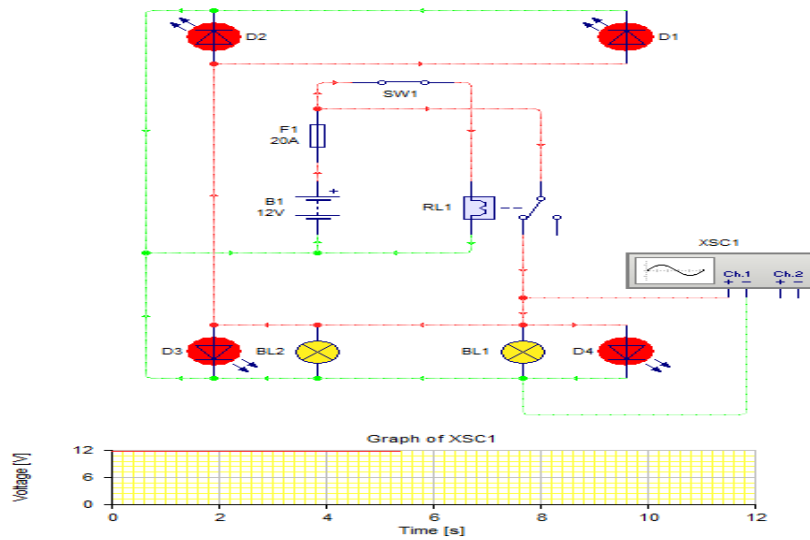 D2
D1
SW1
F1
20A
B1
12V
+
RL1
XSC1
Ch.1 Ch.2
+ − + −
D3
BL2
BL1
D4
Graph of XSC1
Voltage [V]
12
6
0
0 2 4 6 8 10 12
Time [s]